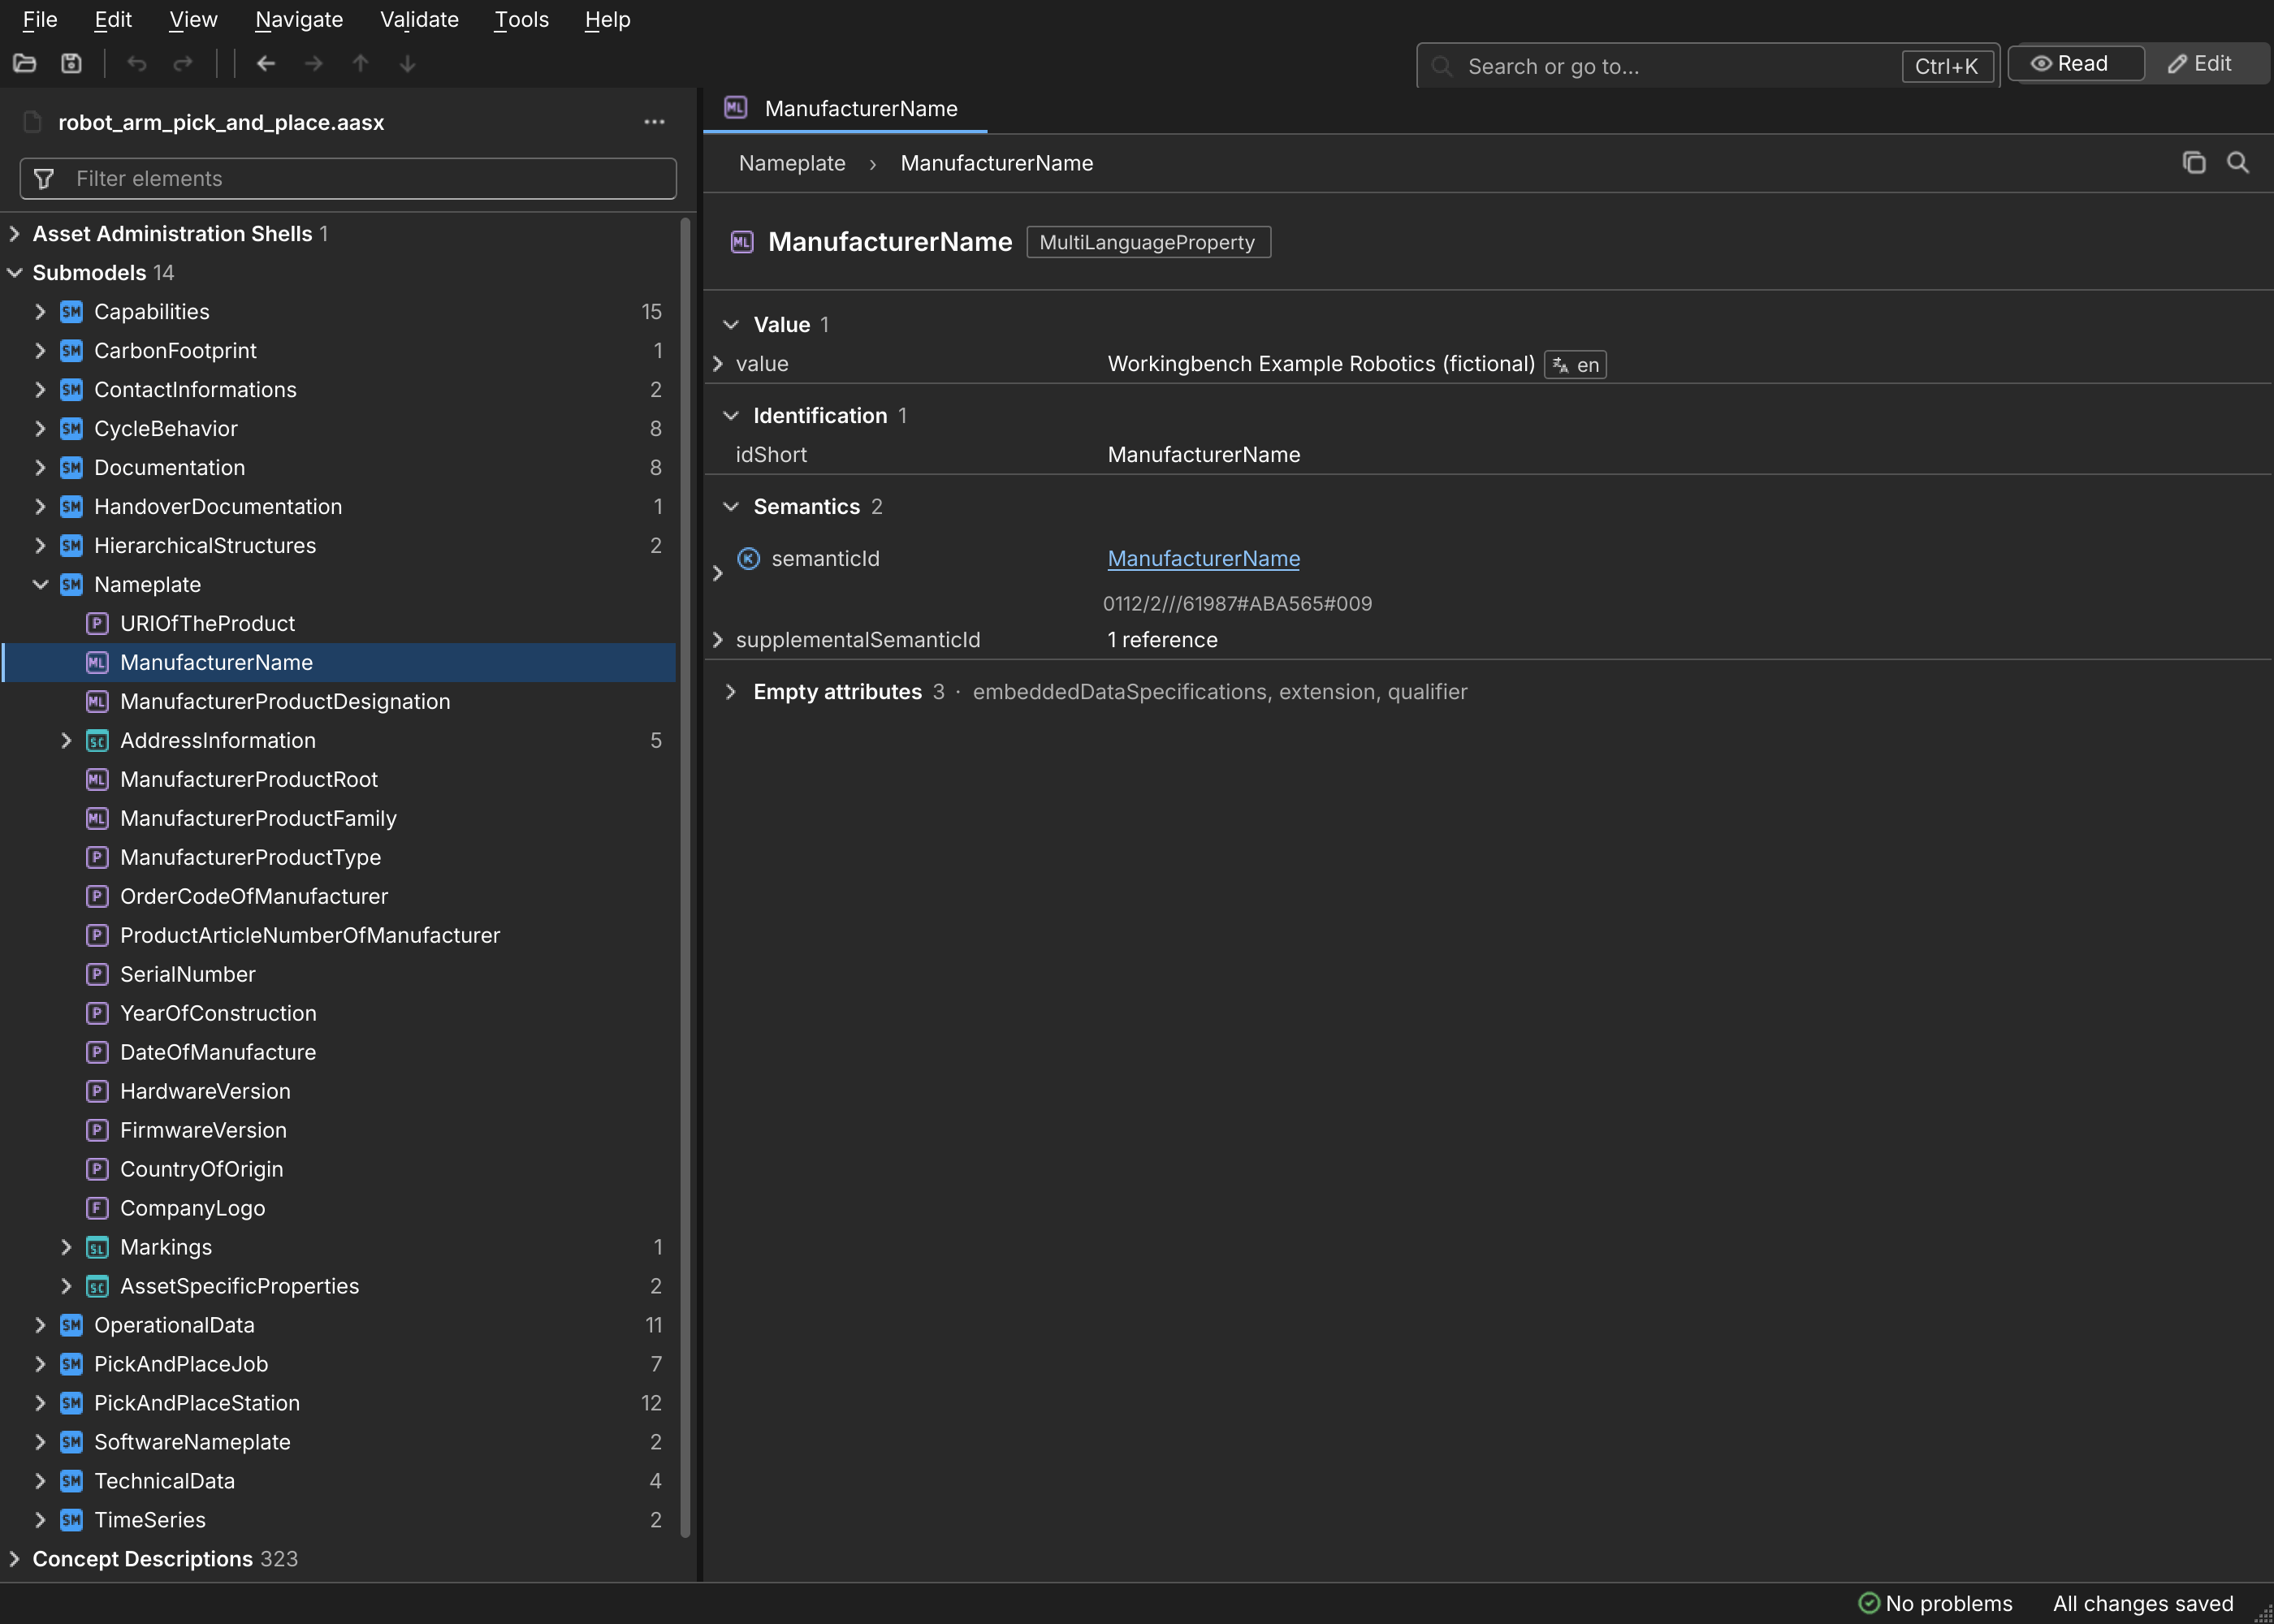 File Edit View Navigate Validate Tools Help
Search or go to... Ctrl+K Read Edit
robot_arm_pick_and_place.aasx
Filter elements
Asset Administration Shells 1
Submodels 14
SM Capabilities 15
SM CarbonFootprint 1
SM ContactInformations 2
SM CycleBehavior 8
SM Documentation 8
SM HandoverDocumentation 1
SM HierarchicalStructures 2
SM Nameplate
P URIOfTheProduct
ML ManufacturerName
ML ManufacturerProductDesignation
SC AddressInformation 5
ML ManufacturerProductRoot
ML ManufacturerProductFamily
P ManufacturerProductType
P OrderCodeOfManufacturer
P ProductArticleNumberOfManufacturer
P SerialNumber
P YearOfConstruction
P DateOfManufacture
P HardwareVersion
P FirmwareVersion
P CountryOfOrigin
F CompanyLogo
SL Markings 1
SC AssetSpecificProperties 2
SM OperationalData 11
SM PickAndPlaceJob 7
SM PickAndPlaceStation 12
SM SoftwareNameplate 2
SM TechnicalData 4
SM TimeSeries 2
Concept Descriptions 323
ML ManufacturerName
Nameplate › ManufacturerName
ML ManufacturerName MultiLanguageProperty
Value 1
value Workingbench Example Robotics (fictional) en
Identification 1
idShort ManufacturerName
Semantics 2
K semanticId ManufacturerName
0112/2///61987#ABA565#009
supplementalSemanticId 1 reference
Empty attributes 3 · embeddedDataSpecifications, extension, qualifier
No problems All changes saved